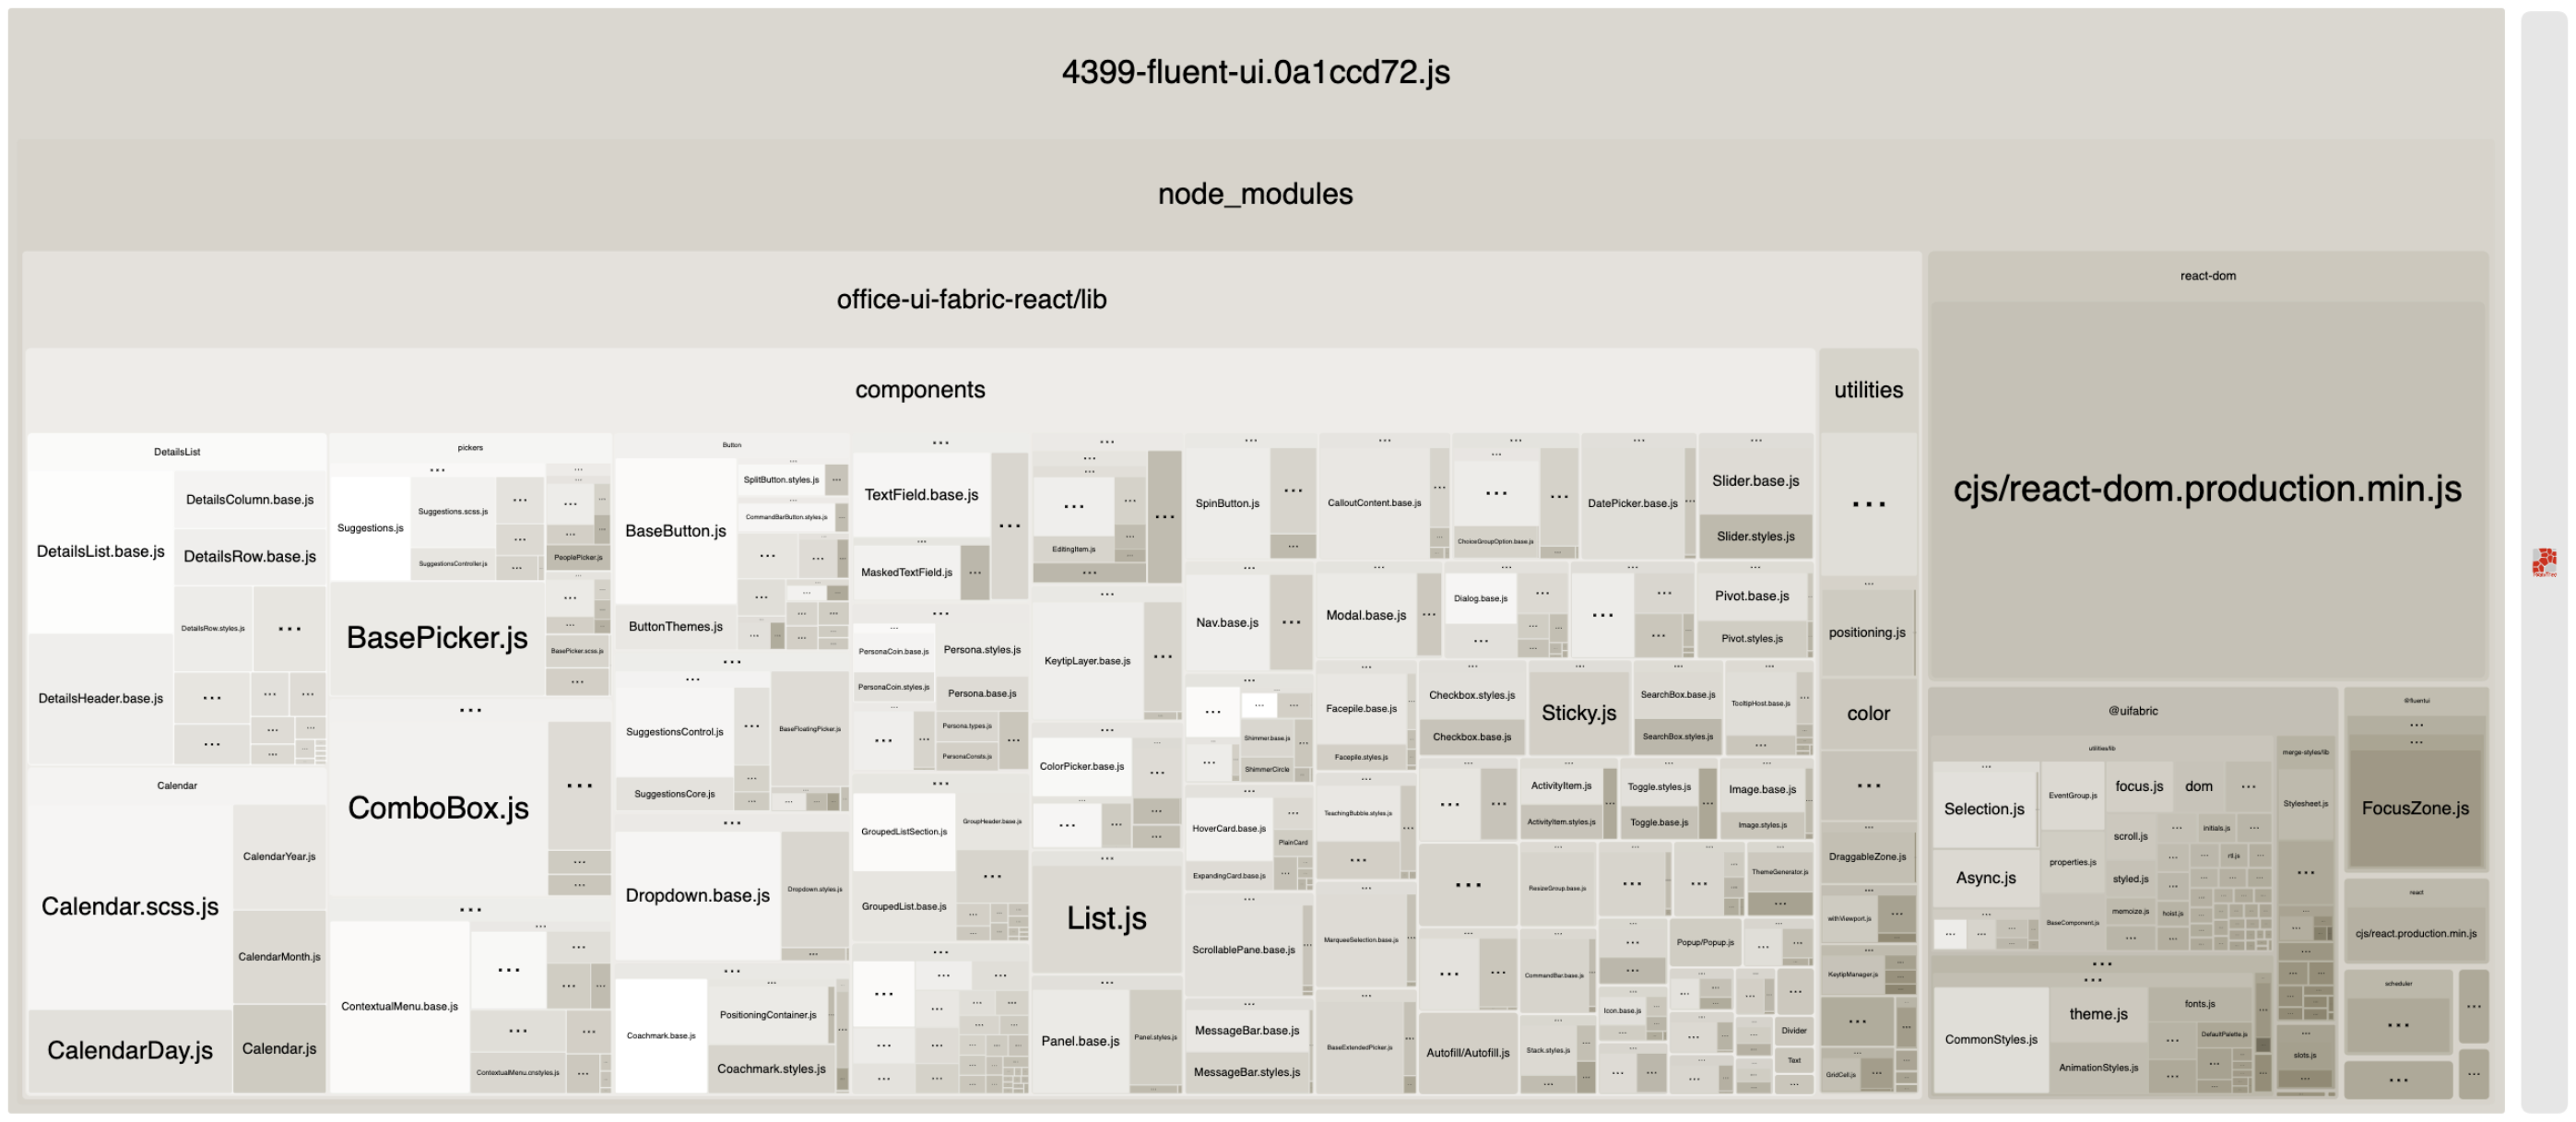 4399-fluent-ui.0a1ccd72.js
node_modules
office-ui-fabric-react/lib
components
utilities
DetailsList
DetailsList.base.js
DetailsColumn.base.js
DetailsRow.base.js
DetailsRow.styles.js
...
DetailsHeader.base.js
Calendar
Calendar.scss.js
CalendarYear.js
CalendarMonth.js
CalendarDay.js
Calendar.js
pickers
Suggestions.js
Suggestions.scss.js
SuggestionsController.js
PeoplePicker.js
BasePicker.js
BasePicker.scss.js
ComboBox.js
ContextualMenu.base.js
ContextualMenu.cnstyles.js
Button
BaseButton.js
SplitButton.styles.js
CommandBarButton.styles.js
ButtonThemes.js
SuggestionsControl.js
BaseFloatingPicker.js
SuggestionsCore.js
Dropdown.base.js
Dropdown.styles.js
Coachmark.base.js
PositioningContainer.js
Coachmark.styles.js
TextField.base.js
MaskedTextField.js
PersonaCoin.base.js
Persona.styles.js
PersonaCoin.styles.js
Persona.base.js
Persona.types.js
PersonaConsts.js
GroupedListSection.js
GroupHeader.base.js
GroupedList.base.js
EditingItem.js
KeytipLayer.base.js
ColorPicker.base.js
List.js
Panel.base.js
Panel.styles.js
SpinButton.js
Nav.base.js
Shimmer.base.js
ShimmerCircle
HoverCard.base.js
PlainCard
ExpandingCard.base.js
ScrollablePane.base.js
MessageBar.base.js
MessageBar.styles.js
CalloutContent.base.js
Modal.base.js
Facepile.base.js
Facepile.styles.js
TeachingBubble.styles.js
MarqueeSelection.base.js
BaseExtendedPicker.js
ChoiceGroupOption.base.js
Dialog.base.js
DatePicker.base.js
Slider.base.js
Slider.styles.js
Pivot.base.js
Pivot.styles.js
Checkbox.styles.js
Checkbox.base.js
Sticky.js
SearchBox.base.js
SearchBox.styles.js
TooltipHost.base.js
ActivityItem.js
ActivityItem.styles.js
Toggle.styles.js
Toggle.base.js
Image.base.js
Image.styles.js
ResizeGroup.base.js
ThemeGenerator.js
CommandBar.base.js
Popup/Popup.js
Icon.base.js
Autofill/Autofill.js
Stack.styles.js
Divider
Text
positioning.js
color
DraggableZone.js
withViewport.js
KeytipManager.js
GridCell.js
react-dom
cjs/react-dom.production.min.js
@uifabric
utilities/lib
Selection.js
EventGroup.js
focus.js
dom
scroll.js
initials.js
Async.js
properties.js
rtl.js
styled.js
memoize.js
hoist.js
BaseComponent.js
merge-styles/lib
Stylesheet.js
CommonStyles.js
theme.js
fonts.js
DefaultPalette.js
AnimationStyles.js
slots.js
@fluentui
FocusZone.js
react
cjs/react.production.min.js
scheduler